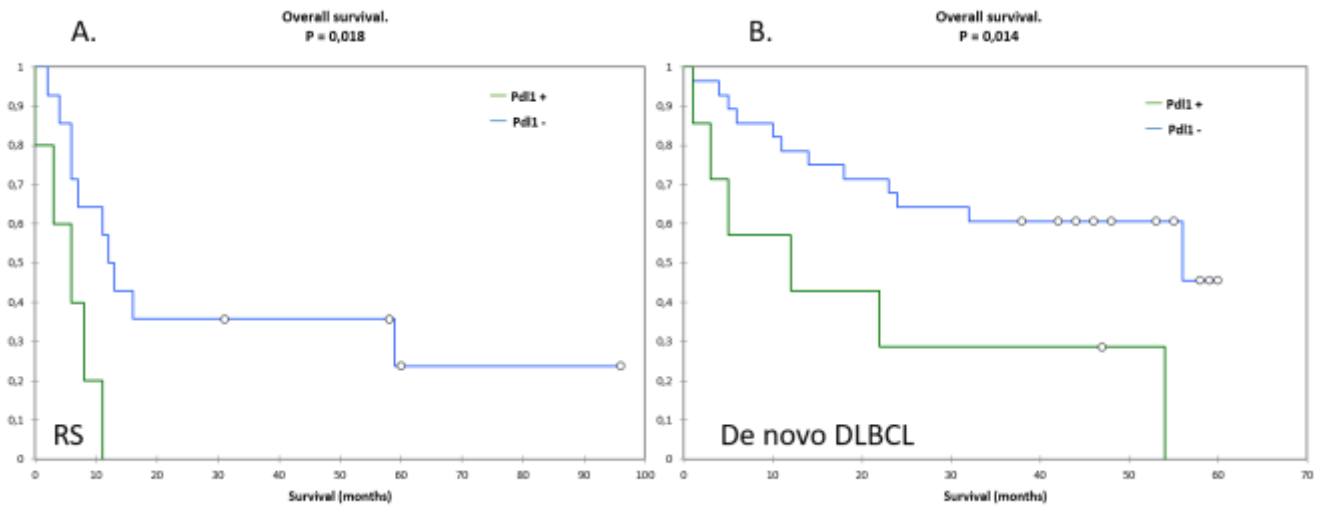 A.
Overall survival.
P = 0,018
1
0,9
0,8
0,7
0,6
0,5
0,4
0,3
0,2
0,1
0
Pdl1 +
Pdl1 -
RS
0 10 20 30 40 50 60 70 80 90 100
Survival (months)
B.
Overall survival.
P = 0,014
1
0,9
0,8
0,7
0,6
0,5
0,4
0,3
0,2
0,1
0
Pdl1 +
Pdl1 -
De novo DLBCL
0 10 20 30 40 50 60 70
Survival (months)